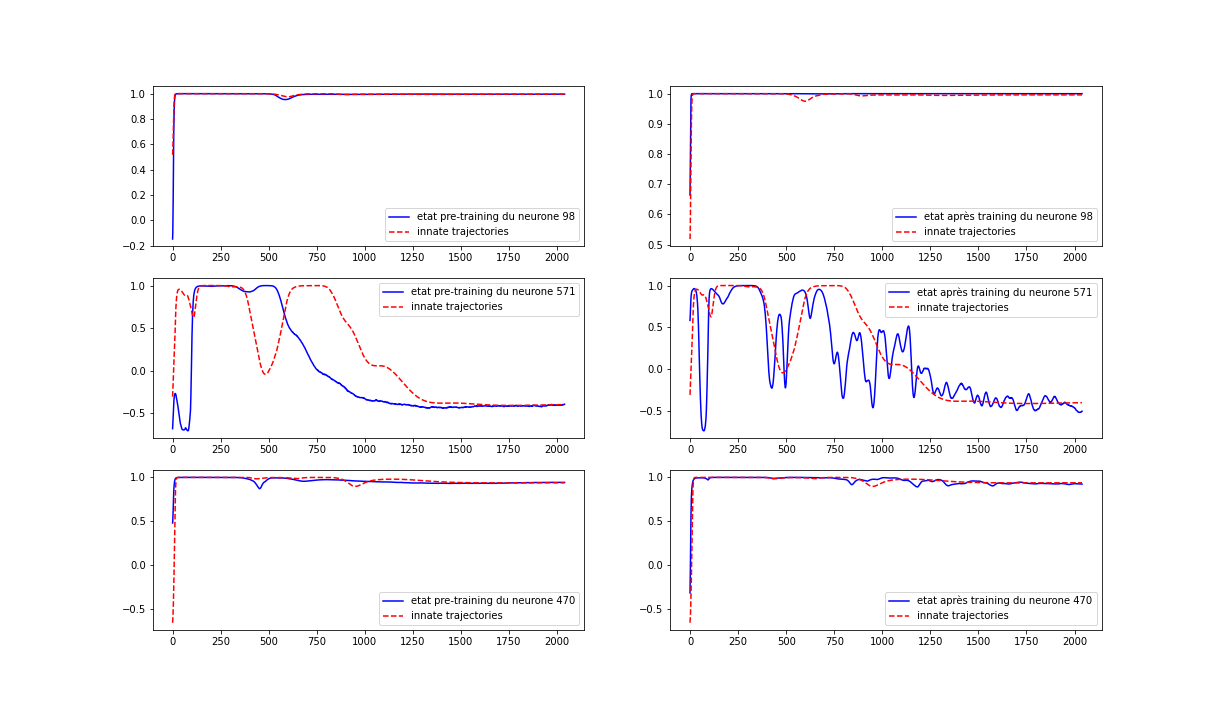 1.0
0.8
0.6
0.4
0.2
0.0
−0.2
0 250 500 750 1000 1250 1500 1750 2000
etat pre-training du neurone 98
innate trajectories
1.0
0.9
0.8
0.7
0.6
0.5
0 250 500 750 1000 1250 1500 1750 2000
etat après training du neurone 98
innate trajectories
1.0
0.5
0.0
−0.5
0 250 500 750 1000 1250 1500 1750 2000
etat pre-training du neurone 571
innate trajectories
1.0
0.5
0.0
−0.5
0 250 500 750 1000 1250 1500 1750 2000
etat après training du neurone 571
innate trajectories
1.0
0.5
0.0
−0.5
0 250 500 750 1000 1250 1500 1750 2000
etat pre-training du neurone 470
innate trajectories
1.0
0.5
0.0
−0.5
0 250 500 750 1000 1250 1500 1750 2000
etat après training du neurone 470
innate trajectories